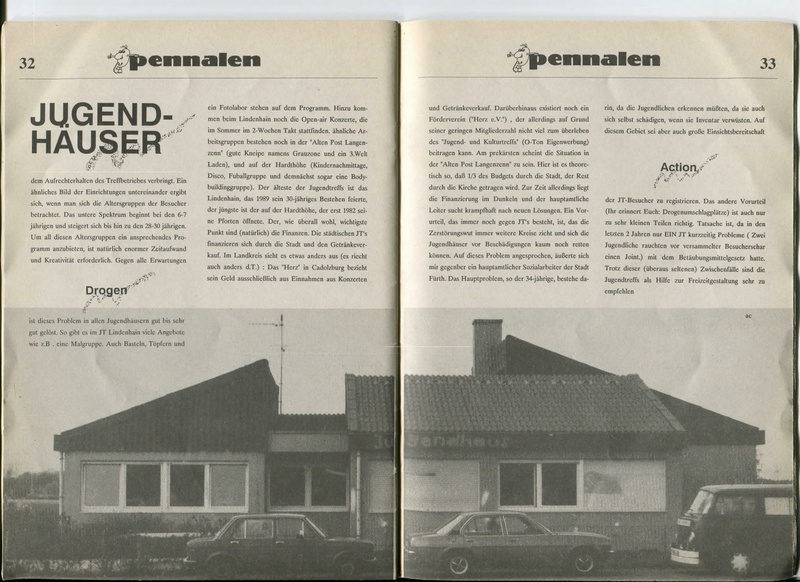 32
pennalen
JUGEND-
HÄUSER
dem Aufrechterhalten des Treffbetriebes verbringt. Ein
ähnliches Bild der Einrichtungen untereinander ergibt
sich, wenn man sich die Altersgruppen der Besucher
betrachtet. Das untere Spektrum beginnt bei den 6-7
jährigen und steigert sich bis hin zu den 28-30 jährigen.
Um all diesen Altersgruppen ein ansprechendes Pro-
gramm anzubieten, ist natürlich enormer Zeitaufwand
und Kreativität erforderlich. Gegen alle Erwartungen
Drogen
ist dieses Problem in allen Jugendhäusern gut bis sehr
gut gelöst. So gibt es im JT Lindenhain viele Angebote
wie z.B . eine Malgruppe. Auch Basteln, Töpfern und
ein Fotolabor stehen auf dem Programm. Hinzu kom-
men beim Lindenhain noch die Open-air Konzerte, die
im Sommer im 2-Wochen Takt stattfinden. ähnliche Ar-
beitsgruppen bestehen noch in der "Alten Post Langen-
zenn" (gute Kneipe namens Grauzone und ein 3.Welt
Laden), und auf der Hardthöhe (Kindernachmittage,
Disco, Fußballgruppe und demnächst sogar eine Body-
buildinggruppe). Der älteste der Jugendtreffs ist das
Lindenhain, das 1989 sein 30-jähriges Bestehen feierte,
der jüngste ist der auf der Hardthöhe, der erst 1982 sei-
ne Pforten öffnete. Der, wie überall wohl, wichtigste
Punkt sind (natürlich) die Finanzen. Die städtischen JT's
finanzieren sich durch die Stadt und den Getränkever-
kauf. Im Landkreis sieht es etwas anders aus (es riecht
auch anders d.T.) : Das "Herz" in Cadolzburg bezieht
sein Geld ausschließlich aus Einnahmen aus Konzerten
pennalen
33
und Getränkeverkauf. Darüberhinaus existiert noch ein
Förderverein ("Herz e.V.") , der allerdings auf Grund
seiner geringen Mitgliederzahl nicht viel zum überleben
des "Jugend- und Kulturtreffs" (O-Ton Eigenwerbung)
beitragen kann. Am prekärsten scheint die Situation in
der "Alten Post Langenzenn" zu sein. Hier ist es theore-
tisch so, daß 1/3 des Budgets durch die Stadt, der Rest
durch die Kirche getragen wird. Zur Zeit allerdings liegt
die Finanzierung im Dunkeln und der hauptamtliche
Leiter sucht krampfhaft nach neuen Lösungen. Ein Vor-
urteil, das immer noch gegen JT's besteht, ist, das die
Zerstörungswut immer weitere Kreise zieht und sich die
Jugendhäuser vor Beschädigungen kaum noch retten
können. Auf dieses Problem angesprochen, äußerte sich
mir gegenber ein hauptamtlicher Sozialarbeiter der Stadt
Fürth. Das Hauptproblem, so der 34-jährige, bestehe da-
rin, da die Jugendlichen erkennen müßten, da sie auch
sich selbst schädigen, wenn sie Inventar verwüsten. Auf
diesem Gebiet sei aber auch große Einsichtsbereitschaft
Action
der JT-Besucher zu registrieren. Das andere Vorurteil
(Ihr erinnert Euch: Drogenumschlagplätze) ist auch nur
zu sehr kleinen Teilen richtig. Tatsache ist, da in den
letzten 2 Jahren nur EIN JT kurzzeitig Probleme ( Zwei
Jugendliche rauchten vor versammelter Besucherschar
einen Joint.) mit dem Betäubungsmittelgesetz hatte.
Trotz dieser (überaus seltenen) Zwischenfälle sind die
Jugendtreffs als Hilfe zur Freizeitgestaltung sehr zu
empfehlen
ac
Jugendhaus